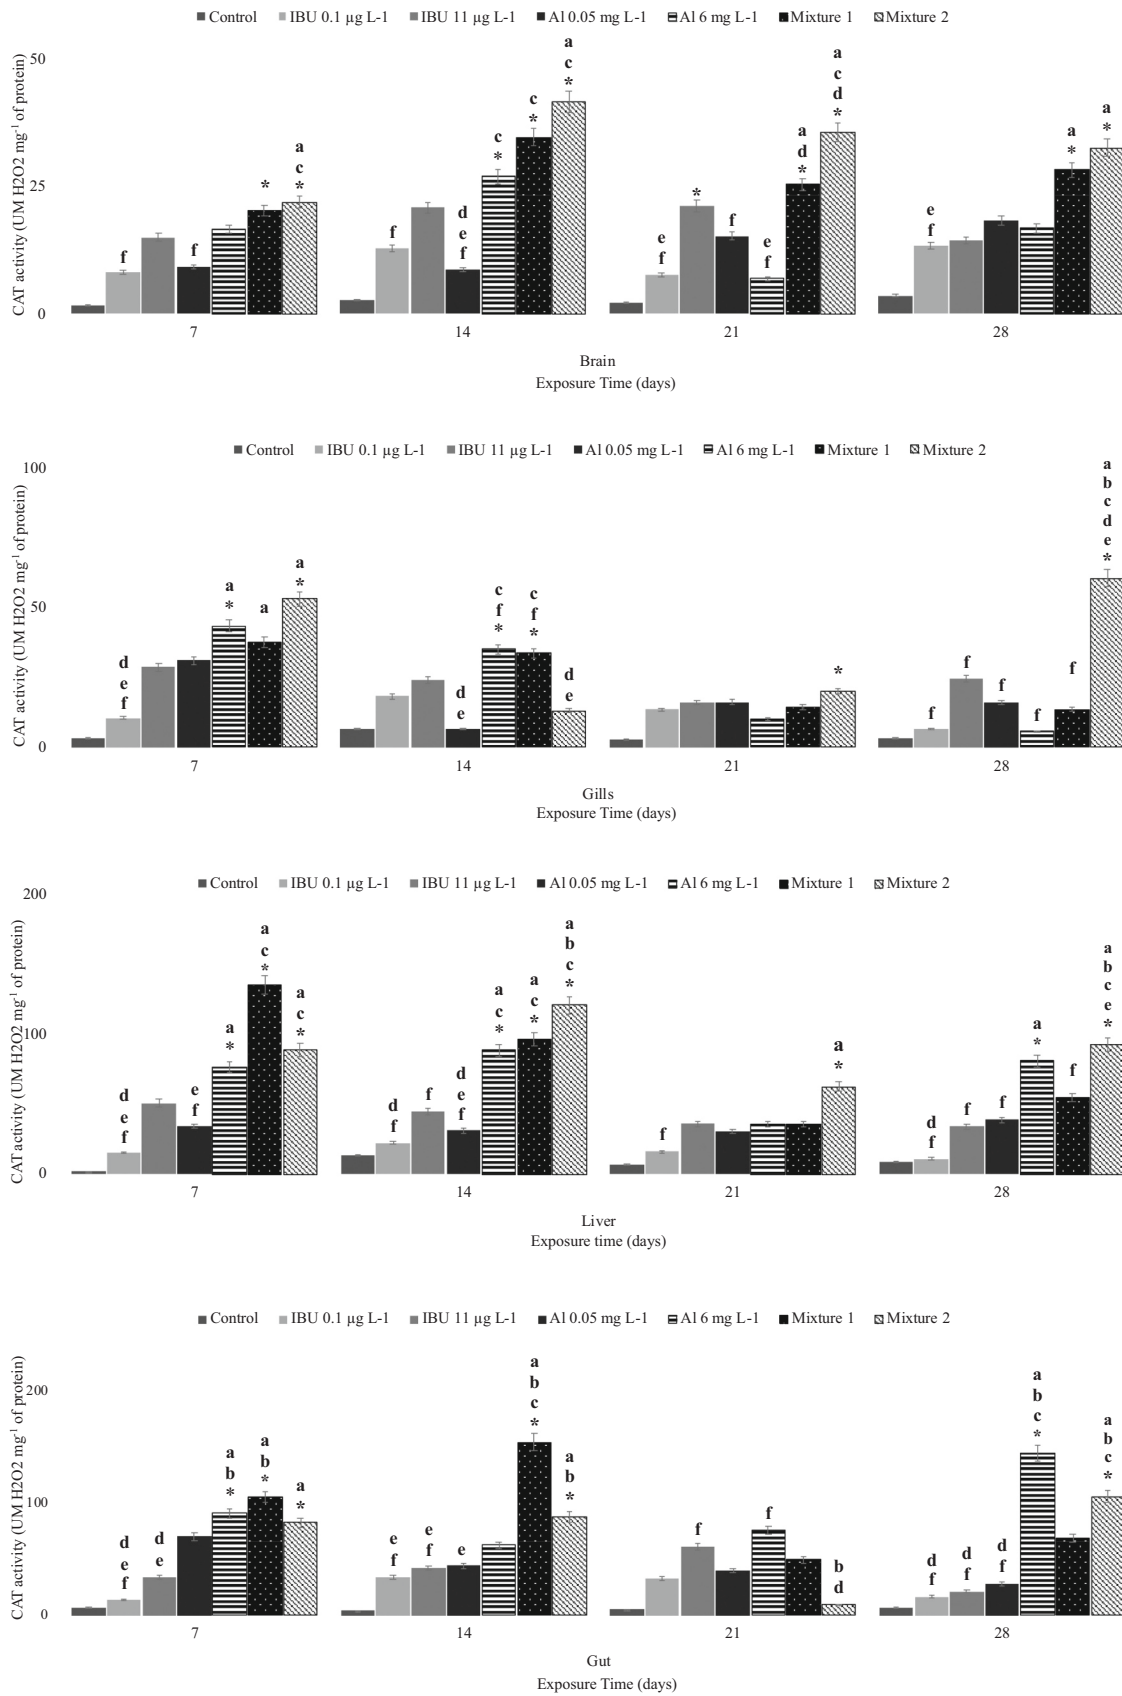 Control IBU 0.1 µg L-1 IBU 11 µg L-1 Al 0.05 mg L-1 Al 6 mg L-1 Mixture 1 Mixture 2
CAT activity (UM H2O2 mg⁻¹ of protein)
50
25
0
f
f
*
a
c
*
f
d
e
f
c
*
c
*
a
c
*
e
f
*
f
e
f
a
d
*
a
c
d
*
e
f
a
*
a
*
7 14 21 28
Brain
Exposure Time (days)
Control IBU 0.1 µg L-1 IBU 11 µg L-1 Al 0.05 mg L-1 Al 6 mg L-1 Mixture 1 Mixture 2
CAT activity (UM H2O2 mg⁻¹ of protein)
100
50
0
d
e
f
a
*
a
a
*
d
e
c
f
*
c
f
*
d
e
*
f
f
f
f
f
a
b
c
d
e
*
7 14 21 28
Gills
Exposure Time (days)
Control IBU 0.1 µg L-1 IBU 11 µg L-1 Al 0.05 mg L-1 Al 6 mg L-1 Mixture 1 Mixture 2
CAT activity (UM H2O2 mg⁻¹ of protein)
200
100
0
d
e
f
e
f
a
*
a
c
*
a
c
*
d
f
f
d
e
f
a
c
*
a
c
*
a
b
c
*
f
a
*
d
f
f
f
a
*
f
a
b
c
e
*
7 14 21 28
Liver
Exposure time (days)
Control IBU 0.1 µg L-1 IBU 11 µg L-1 Al 0.05 mg L-1 Al 6 mg L-1 Mixture 1 Mixture 2
CAT activity (UM H2O2 mg⁻¹ of protein)
200
100
0
d
e
f
d
e
a
b
*
a
b
*
a
*
e
f
e
f
e
a
b
c
*
a
b
*
f
f
b
d
d
f
d
f
d
f
a
b
c
*
a
b
c
*
7 14 21 28
Gut
Exposure Time (days)